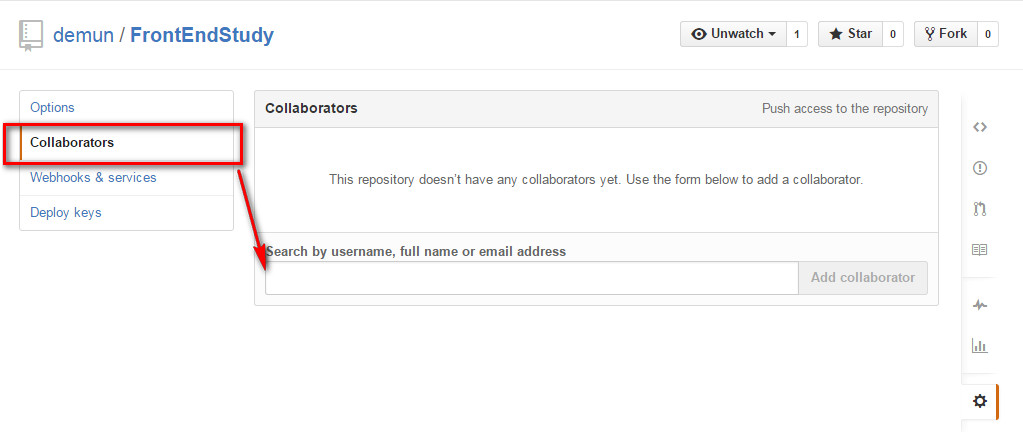 demun / FrontEndStudy
Unwatch 1
Star 0
Fork 0
Options
Collaborators
Webhooks & services
Deploy keys
Collaborators Push access to the repository
This repository doesn't have any collaborators yet. Use the form below to add a collaborator.
Search by username, full name or email address
Add collaborator